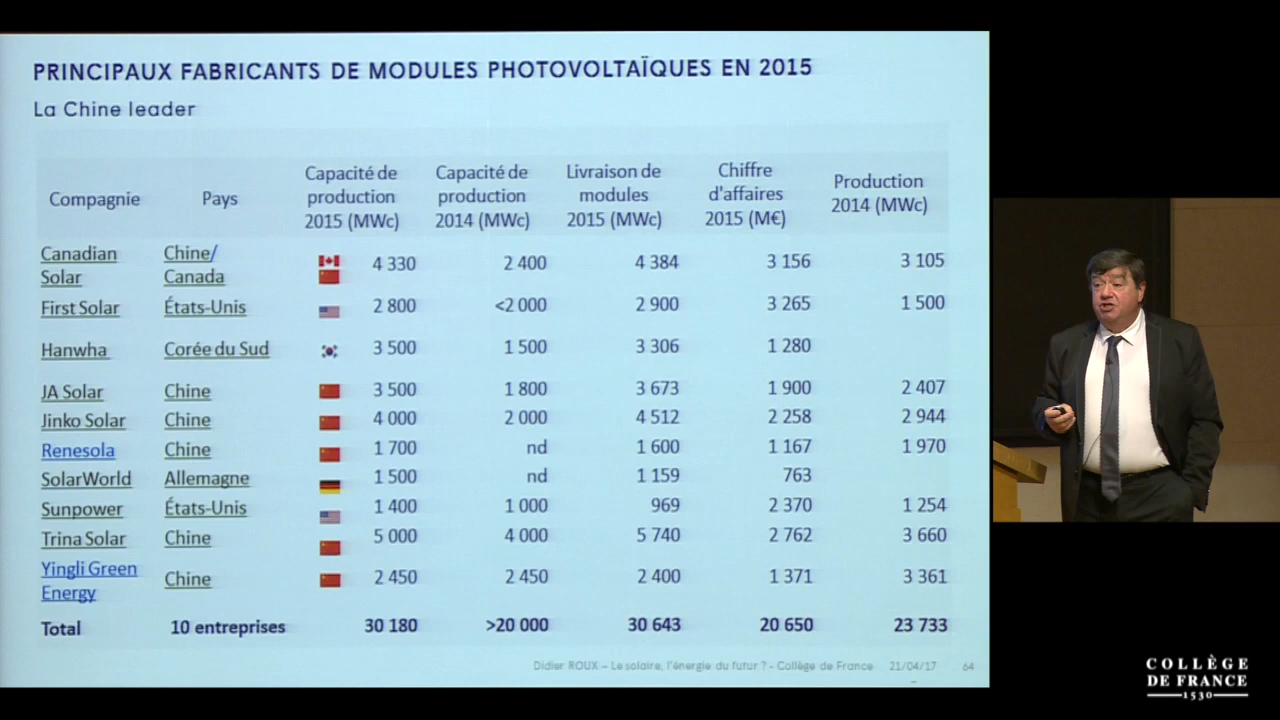 PRINCIPAUX FABRICANTS DE MODULES PHOTOVOLTAÏQUES EN 2015
La Chine leader
Compagnie Pays Capacité de production 2015 (MWc) Capacité de production 2014 (MWc) Livraison de modules 2015 (MWc) Chiffre d'affaires 2015 (M€) Production 2014 (MWc)
Canadian Solar Chine/ Canada 4 330 2 400 4 384 3 156 3 105
First Solar États-Unis 2 800 <2 000 2 900 3 265 1 500
Hanwha Corée du Sud 3 500 1 500 3 306 1 280
JA Solar Chine 3 500 1 800 3 673 1 900 2 407
Jinko Solar Chine 4 000 2 000 4 512 2 258 2 944
Renesola Chine 1 700 nd 1 600 1 167 1 970
SolarWorld Allemagne 1 500 nd 1 159 763
Sunpower États-Unis 1 400 1 000 969 2 370 1 254
Trina Solar Chine 5 000 4 000 5 740 2 762 3 660
Yingli Green Energy Chine 2 450 2 450 2 400 1 371 3 361
Total 10 entreprises 30 180 >20 000 30 643 20 650 23 733
Didier ROUX – Le solaire, l'énergie du futur ? - Collège de France 21/04/17 64
COLLÈGE
DE FRANCE
1530